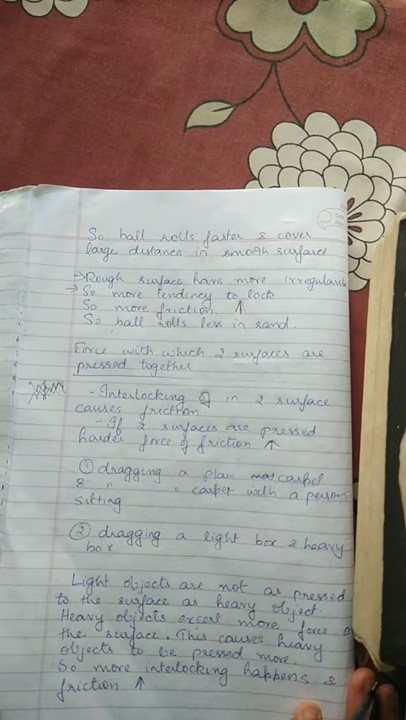 So ball rolls faster & cover
large distance in smooth surface
→Rough surface have more irregulariti
→So more tendency to lock
So more friction ↑
So ball rolls less in sand.
Force with which 2 surfaces are
pressed together
- Interlocking in 2 surface
causes friction
- If 2 surfaces are pressed
harder force of friction ↑
① dragging a plain carpet
& " " carpet with a person
sitting
② dragging a light box & heavy
box
Light objects are not as pressed
to the surface as heavy object.
Heavy objects excert more force o
the surface. This causes heavy
objects to be pressed more.
So more interlocking happens &
friction ↑.